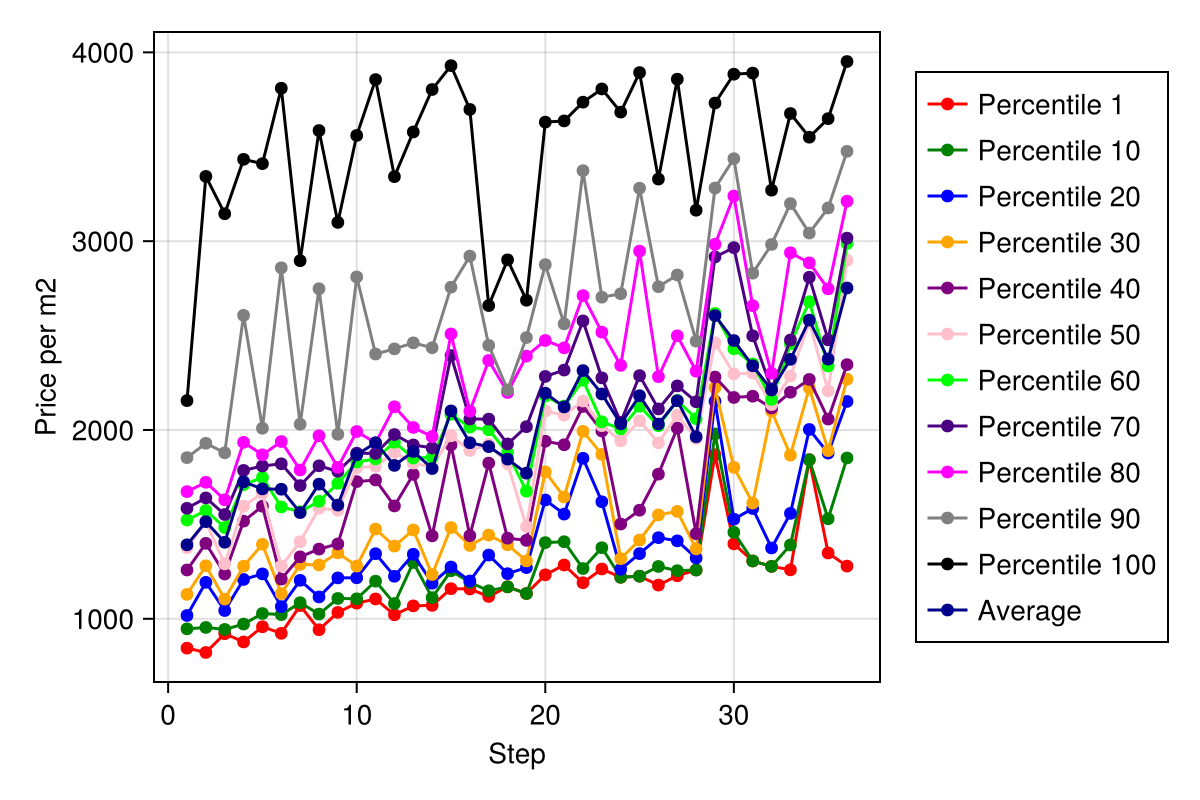 4000
3000
2000
1000
Price per m2
0 10 20 30
Step
Percentile 1
Percentile 10
Percentile 20
Percentile 30
Percentile 40
Percentile 50
Percentile 60
Percentile 70
Percentile 80
Percentile 90
Percentile 100
Average